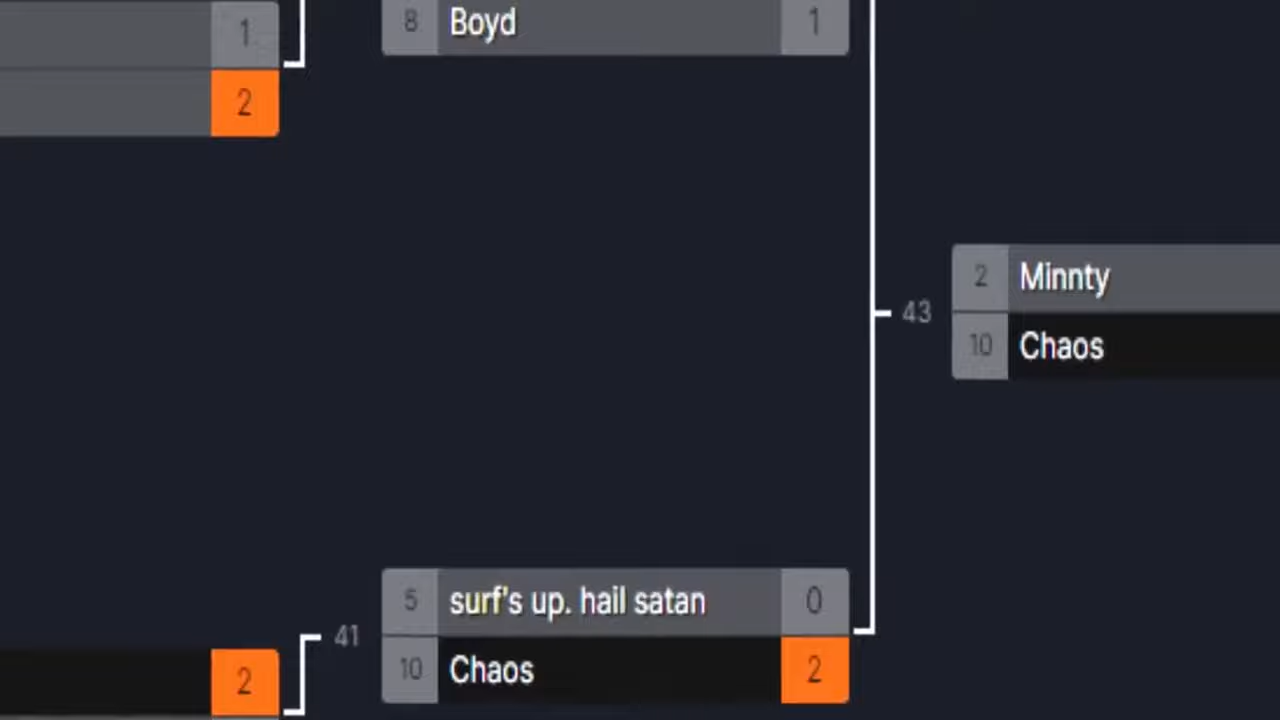 1
2
8 Boyd 1
43
2 Minnty
10 Chaos
41
5 surf's up. hail satan 0
10 Chaos 2
2